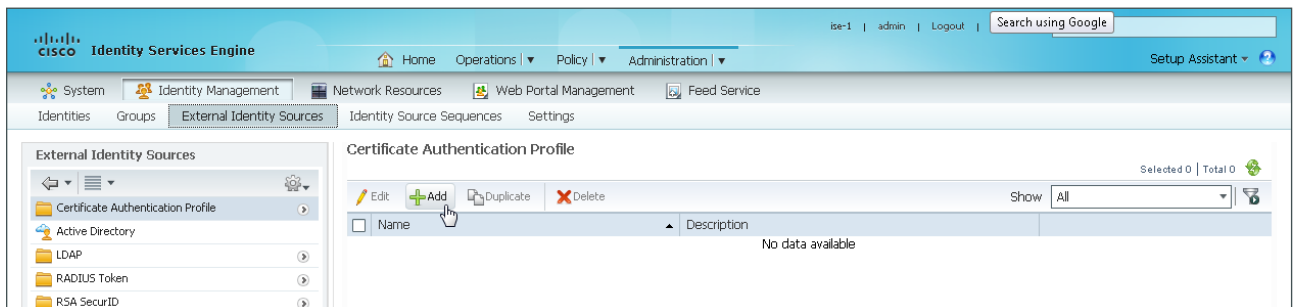 ise-1 | admin | Logout | Search using Google
CISCO Identity Services Engine
Home Operations | Policy | Administration | Setup Assistant
System Identity Management Network Resources Web Portal Management Feed Service
Identities Groups External Identity Sources Identity Source Sequences Settings
External Identity Sources
Certificate Authentication Profile
Active Directory
LDAP
RADIUS Token
RSA SecurID
Certificate Authentication Profile
Selected 0 | Total 0
Edit Add Duplicate Delete Show All
Name Description
No data available